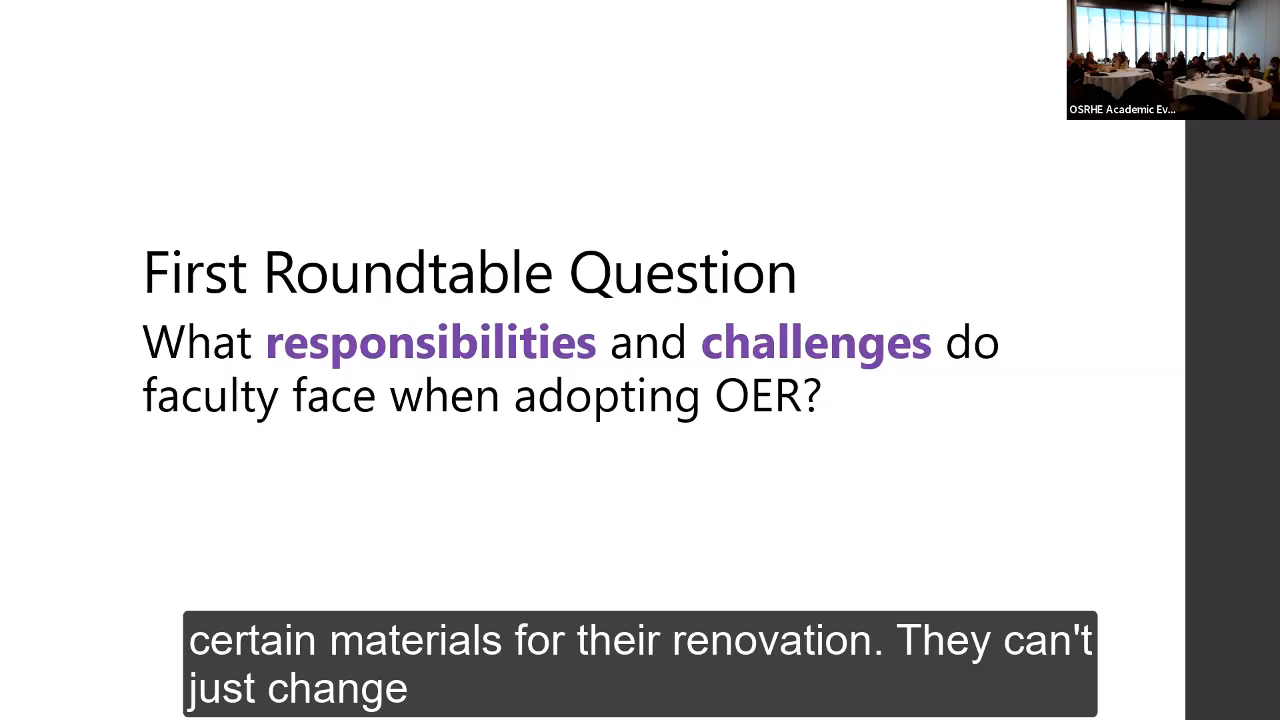 OSRHE Academic Ev...
First Roundtable Question
What responsibilities and challenges do
faculty face when adopting OER?
certain materials for their renovation. They can't
just change